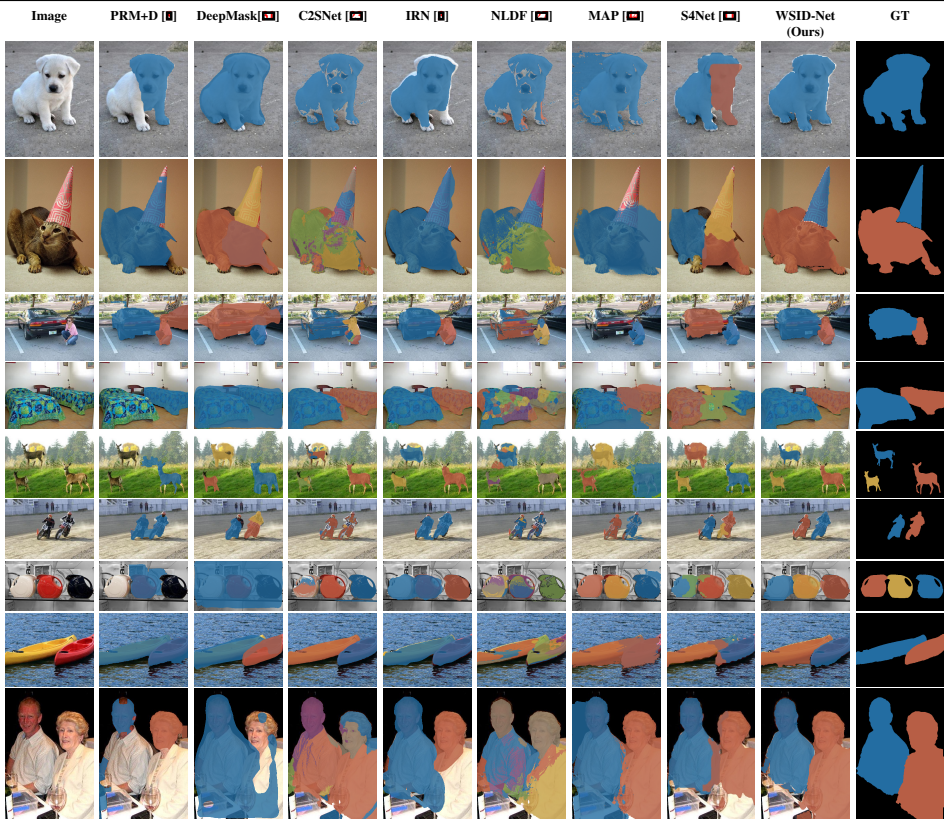 Image PRM+D [ ] DeepMask[ ] C2SNet [ ] IRN [ ] NLDF [ ] MAP [ ] S4Net [ ] WSID-Net GT
(Ours)